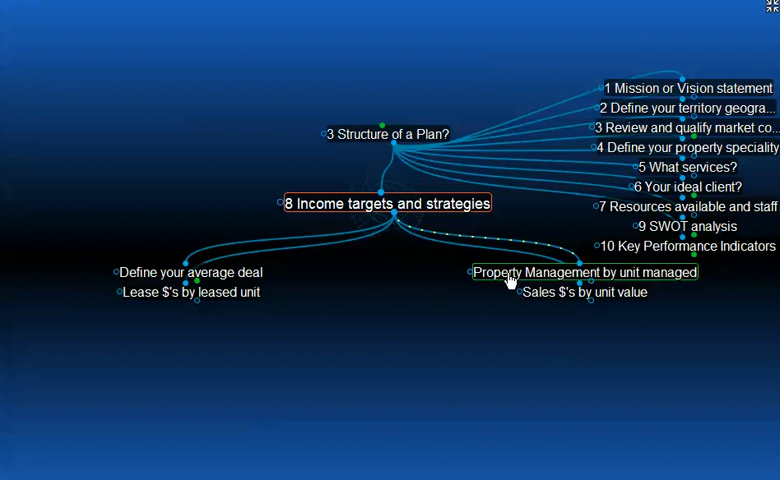 1 Mission or Vision statement
2 Define your territory geogra...
3 Structure of a Plan?
3 Review and qualify market co...
4 Define your property speciality
5 What services?
6 Your ideal client?
8 Income targets and strategies
7 Resources available and staff
9 SWOT analysis
10 Key Performance Indicators
Define your average deal
Property Management by unit managed
Lease $'s by leased unit
Sales $'s by unit value